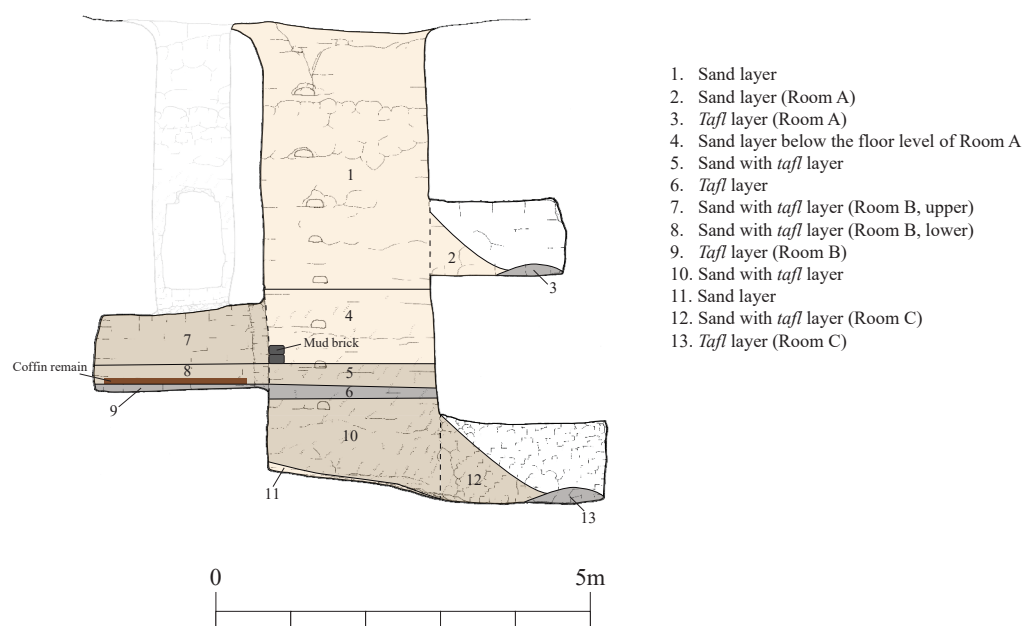 1. Sand layer
2. Sand layer (Room A)
3. Tafl layer (Room A)
4. Sand layer below the floor level of Room A
5. Sand with tafl layer
6. Tafl layer
7. Sand with tafl layer (Room B, upper)
8. Sand with tafl layer (Room B, lower)
9. Tafl layer (Room B)
10. Sand with tafl layer
11. Sand layer
12. Sand with tafl layer (Room C)
13. Tafl layer (Room C)
1
2
3
4
Mud brick
7
Coffin remain
8
5
6
9
10
11
12
13
0
5m